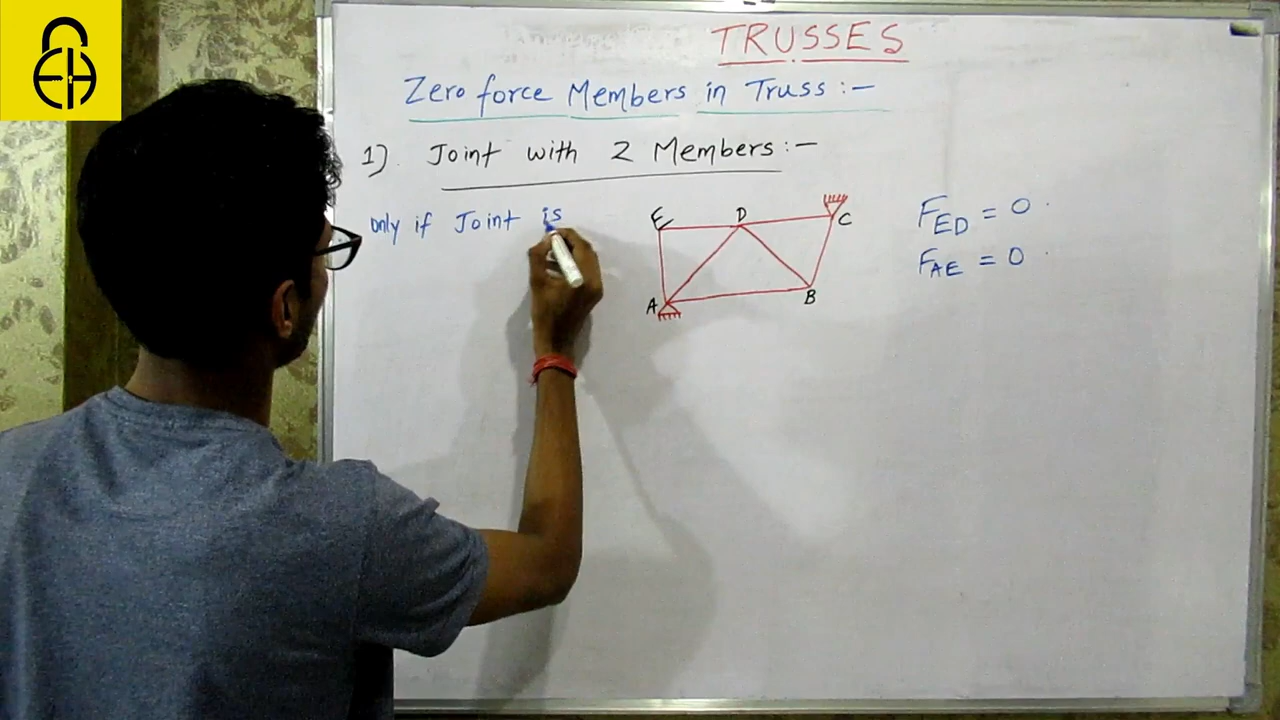 TRUSSES
Zero force Members in Truss :-
1) Joint with 2 Members :-
only if Joint is
E D C
A B
F_ED = 0
F_AE = 0